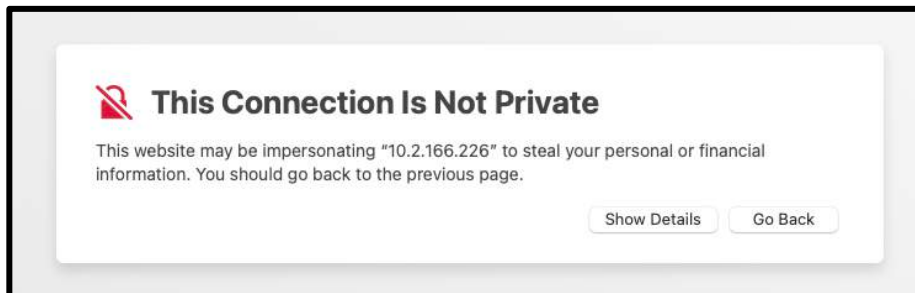 This Connection Is Not Private
This website may be impersonating “10.2.166.226” to steal your personal or financial
information. You should go back to the previous page.
Show Details
Go Back